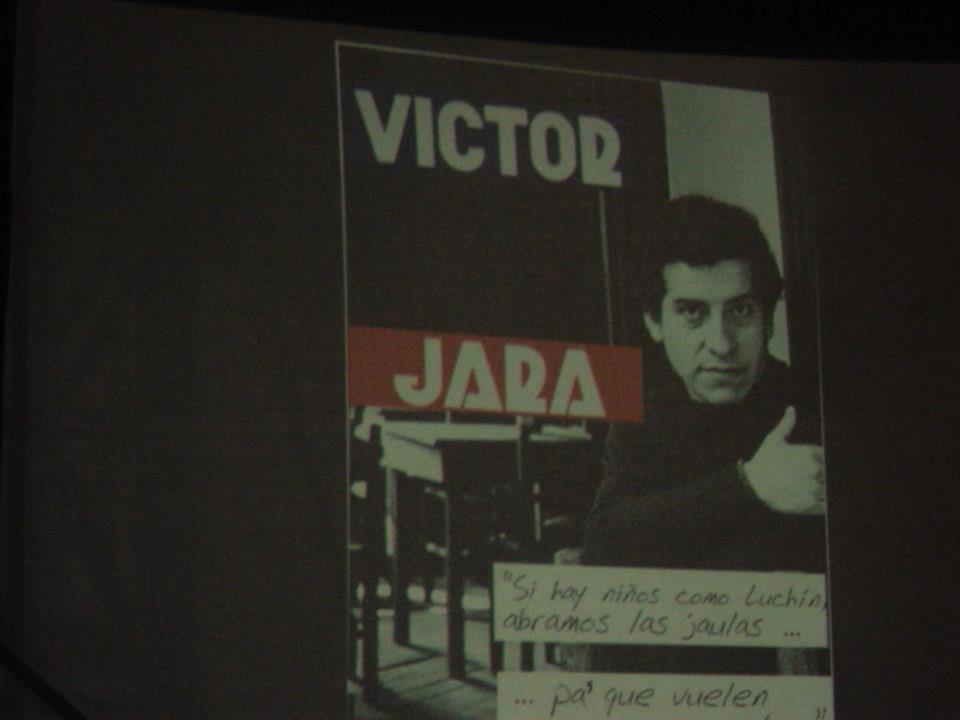 VICTOR
JARA
"Si hay niños como Luchín,
abramos las jaulas ...
... pa' que vuelen
"